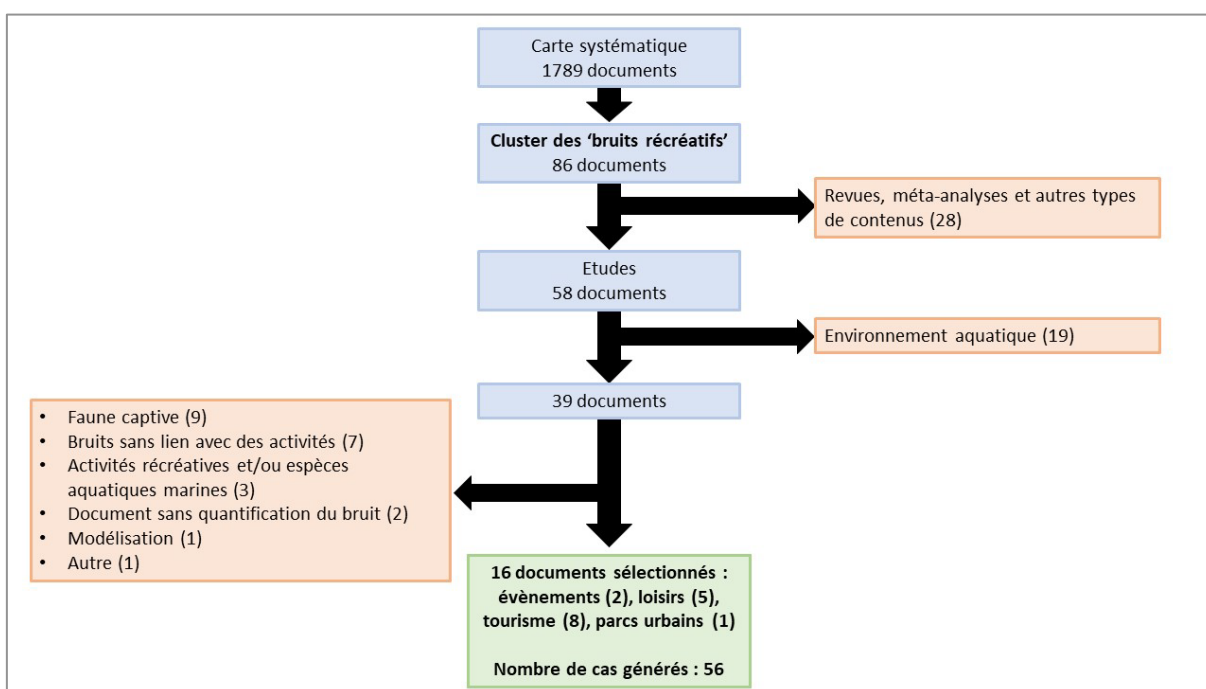 Carte systématique
1789 documents
Cluster des ‘bruits récréatifs’
86 documents
Revues, méta-analyses et autres types
de contenus (28)
Etudes
58 documents
Environnement aquatique (19)
39 documents
• Faune captive (9)
• Bruits sans lien avec des activités (7)
• Activités récréatives et/ou espèces
aquatiques marines (3)
• Document sans quantification du bruit (2)
• Modélisation (1)
• Autre (1)
16 documents sélectionnés :
évènements (2), loisirs (5),
tourisme (8), parcs urbains (1)
Nombre de cas générés : 56